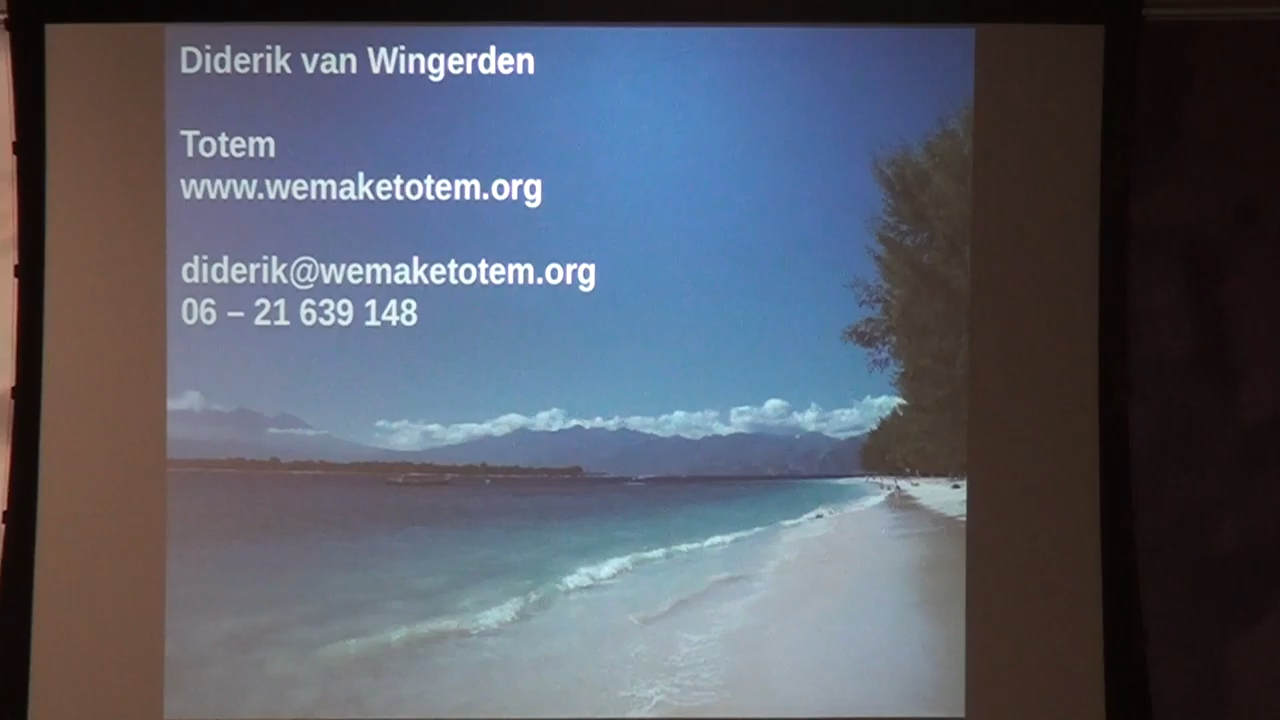 Diderik van Wingerden
Totem
www.wemaketotem.org
diderik@wemaketotem.org
06 – 21 639 148